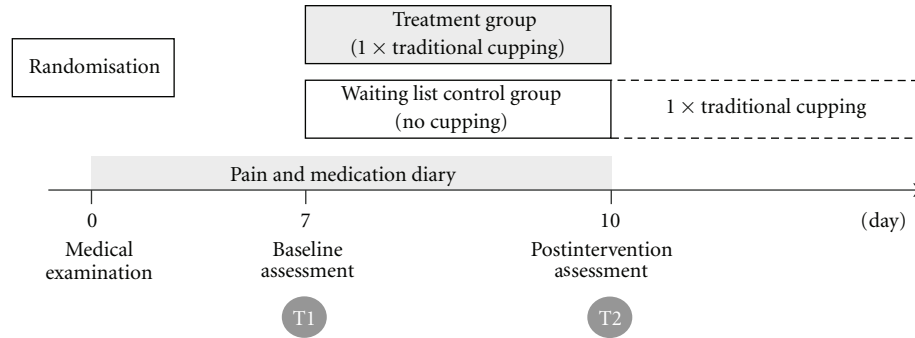 Treatment group
(1 × traditional cupping)
Randomisation
Waiting list control group
(no cupping)
1 × traditional cupping
Pain and medication diary
0
7
10
(day)
Medical
examination
Baseline
assessment
Postintervention
assessment
T1
T2